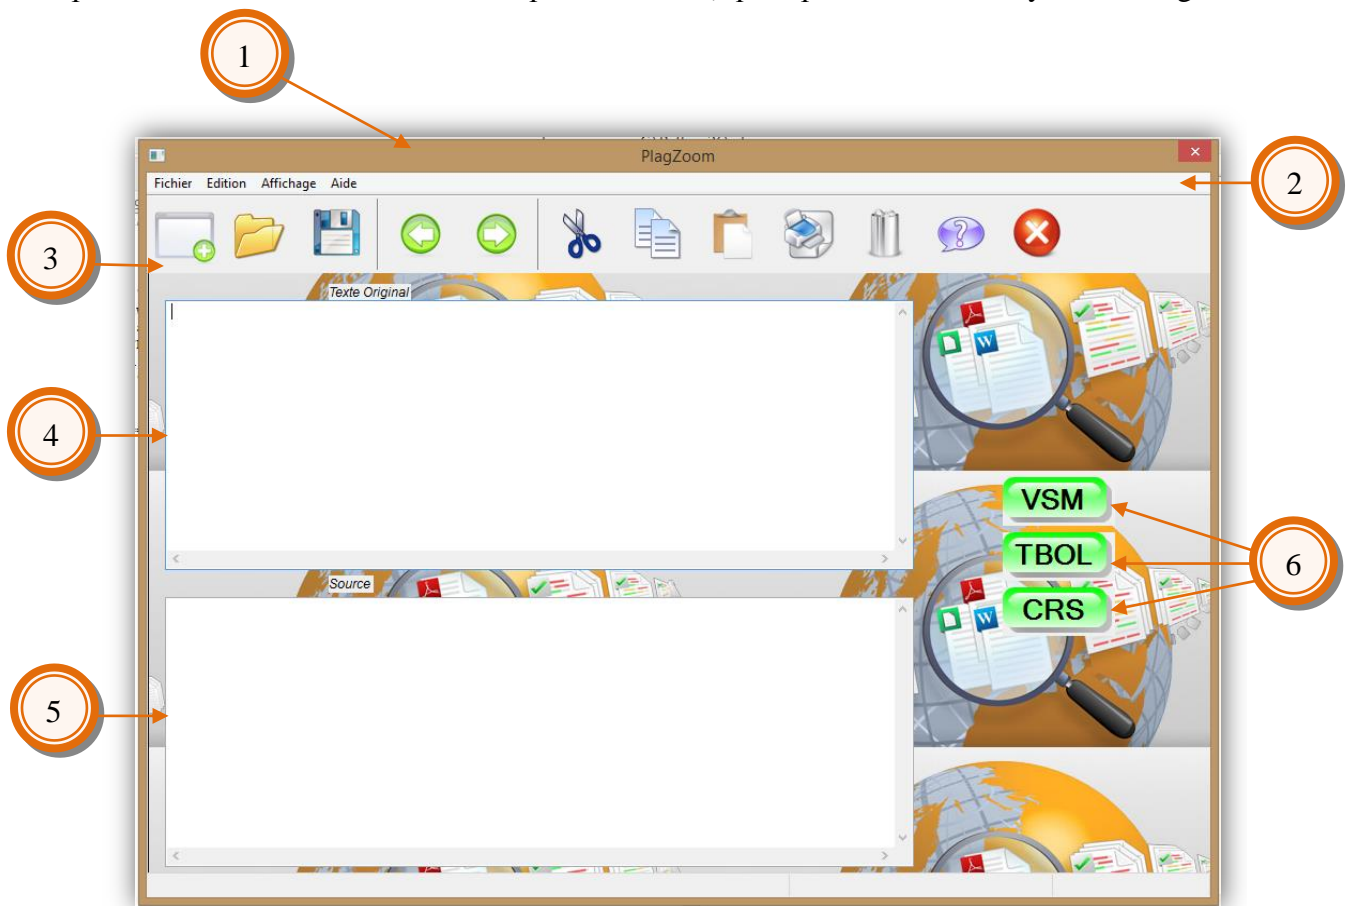 1
PlagZoom
2
Fichier Edition Affichage Aide
3
Texte Original
4
VSM
TBOL
6
Source
CRS
5